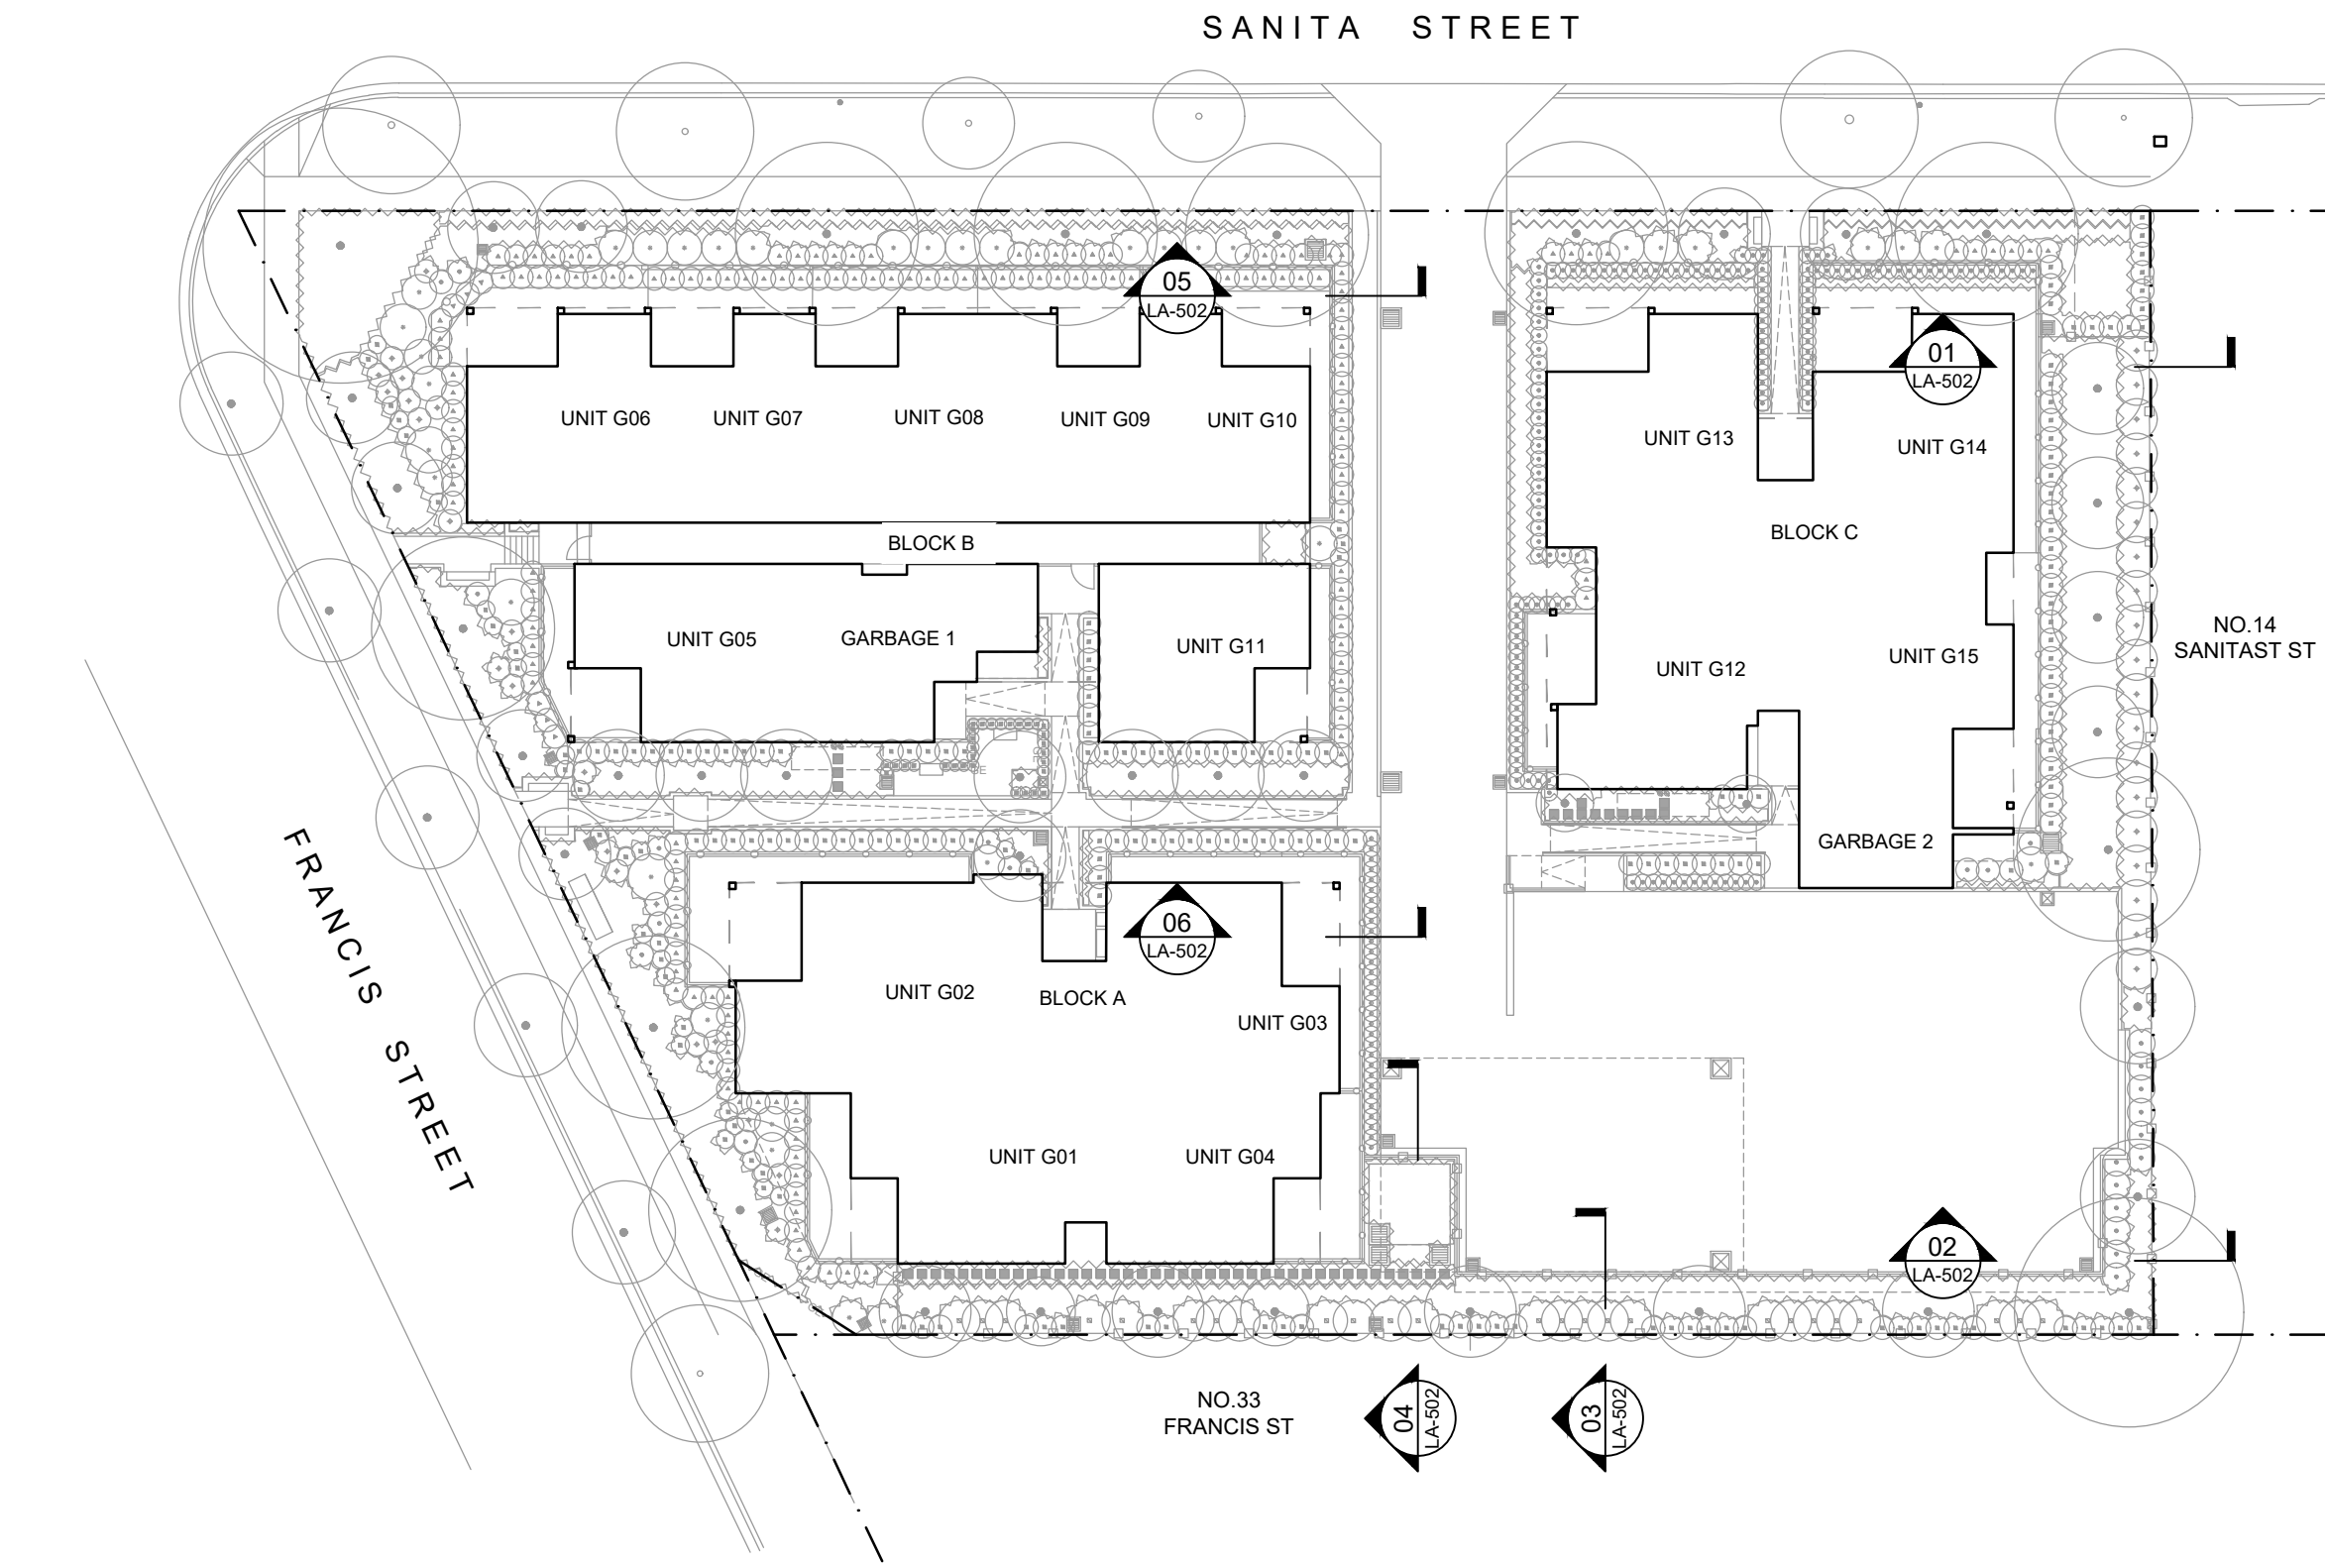 SANITA STREET
05
LA-502
01
LA-502
UNIT G06
UNIT G07
UNIT G08
UNIT G09
UNIT G10
UNIT G13
UNIT G14
BLOCK B
BLOCK C
UNIT G05
GARBAGE 1
UNIT G11
UNIT G12
UNIT G15
NO.14
SANITAST ST
GARBAGE 2
FRANCIS STREET
06
LA-502
UNIT G02
BLOCK A
UNIT G03
UNIT G01
UNIT G04
02
LA-502
NO.33
FRANCIS ST
04
LA-502
03
LA-502